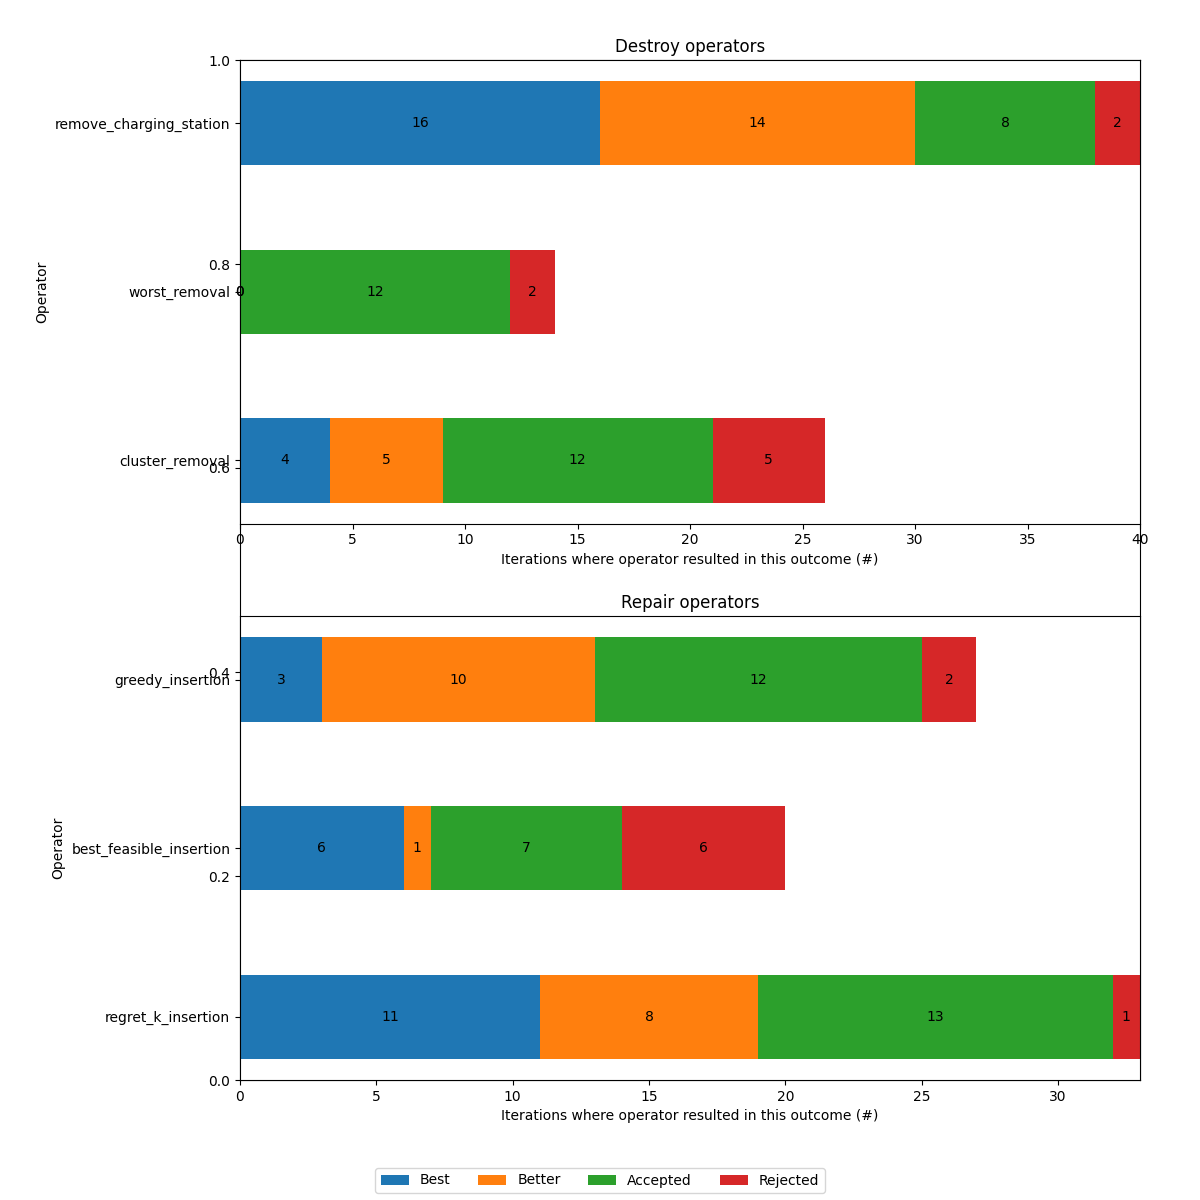 Destroy operators
1.0
remove_charging_station
16 14 8 2
0.8
worst_removal
0 12 2
cluster_removal
4 5 12 5
0.6
Operator
0 5 10 15 20 25 30 35 40
Iterations where operator resulted in this outcome (#)
Repair operators
0.4
greedy_insertion
3 10 12 2
best_feasible_insertion
6 1 7 6
0.2
regret_k_insertion
11 8 13 1
0.0
Operator
0 5 10 15 20 25 30
Iterations where operator resulted in this outcome (#)
Best Better Accepted Rejected